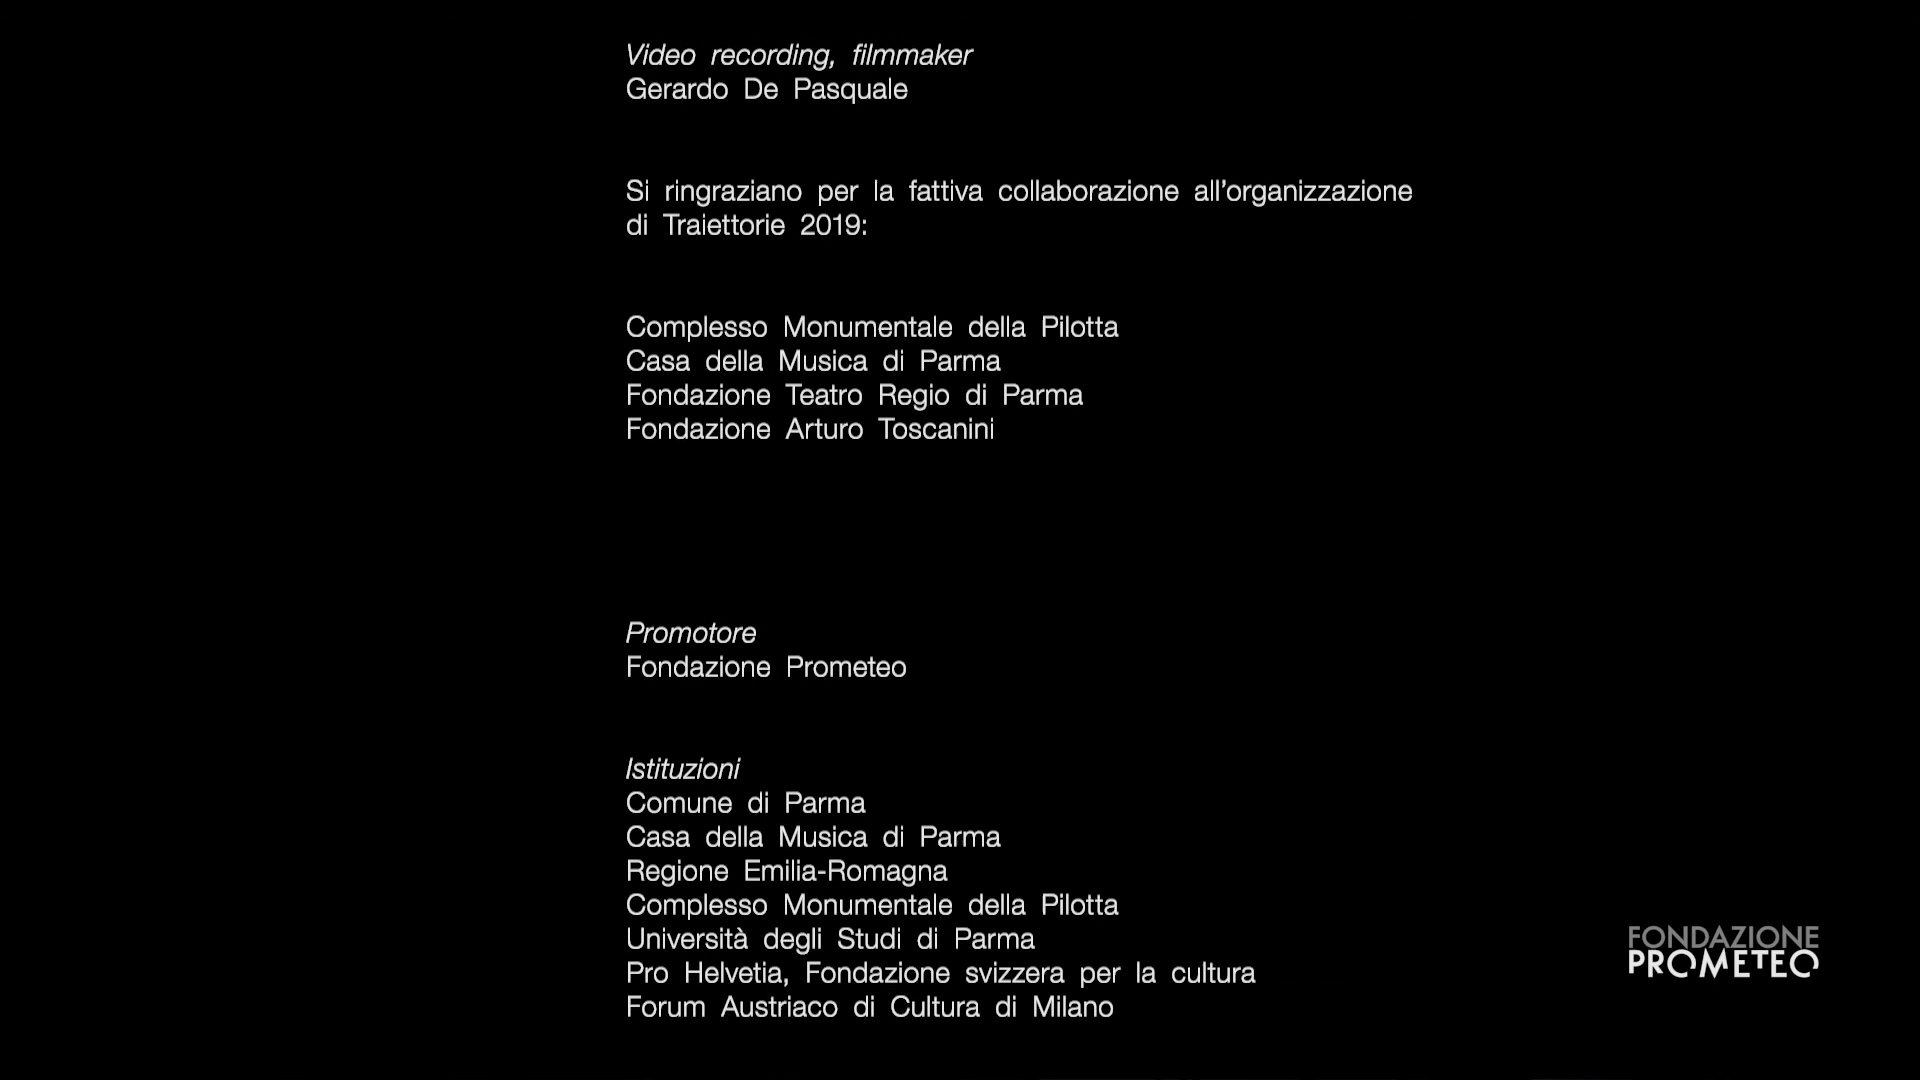 Video recording, filmmaker
Gerardo De Pasquale
Si ringraziano per la fattiva collaborazione all’organizzazione
di Traiettorie 2019:
Complesso Monumentale della Pilotta
Casa della Musica di Parma
Fondazione Teatro Regio di Parma
Fondazione Arturo Toscanini
Promotore
Fondazione Prometeo
Istituzioni
Comune di Parma
Casa della Musica di Parma
Regione Emilia-Romagna
Complesso Monumentale della Pilotta
Università degli Studi di Parma
Pro Helvetia, Fondazione svizzera per la cultura
Forum Austriaco di Cultura di Milano
FONDAZIONE
PROMETEO